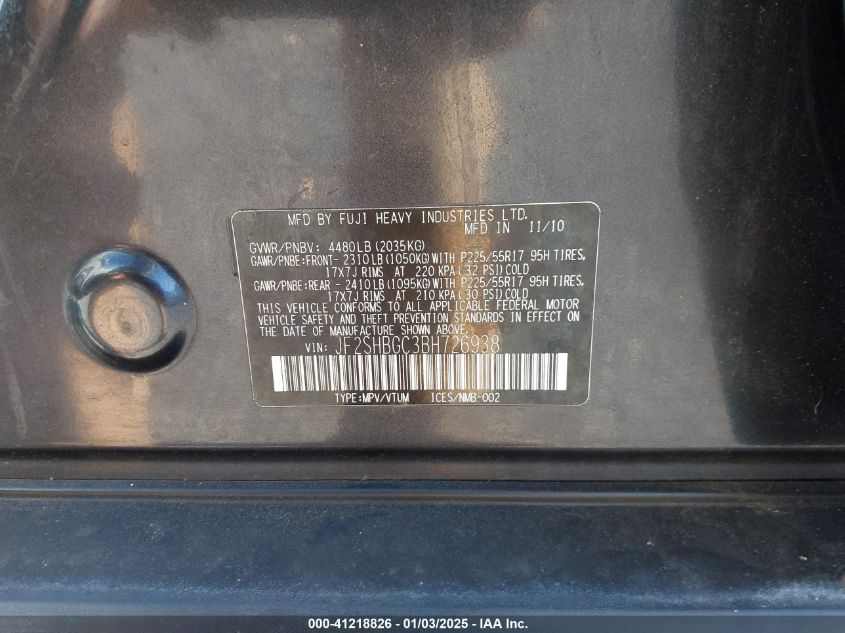 MFD BY FUJI HEAVY INDUSTRIES LTD.
MFD IN 11/10
GVWR/PNBV: 4480LB(2035KG)
GAWR/PNBE:FRONT- 2310LB(1050KG)WITH P225/55R17 95H TIRES,
17X7J RIMS AT 220 KPA( 32 PSI)COLD
GAWR/PNBE:REAR - 2410LB(1095KG)WITH P225/55R17 95H TIRES,
17X7J RIMS AT 210 KPA( 30 PSI)COLD
THIS VEHICLE CONFORMS TO ALL APPLICABLE FEDERAL MOTOR
VEHICLE SAFETY AND THEFT PREVENTION STANDARDS IN EFFECT
ON THE DATE OF MANUFACTURE SHOWN ABOVE.
VIN: JF2SHBGC3BH726938
TYPE:MPV/VTUM ICES/NMB-002
000-41218826 - 01/03/2025 - IAA Inc.